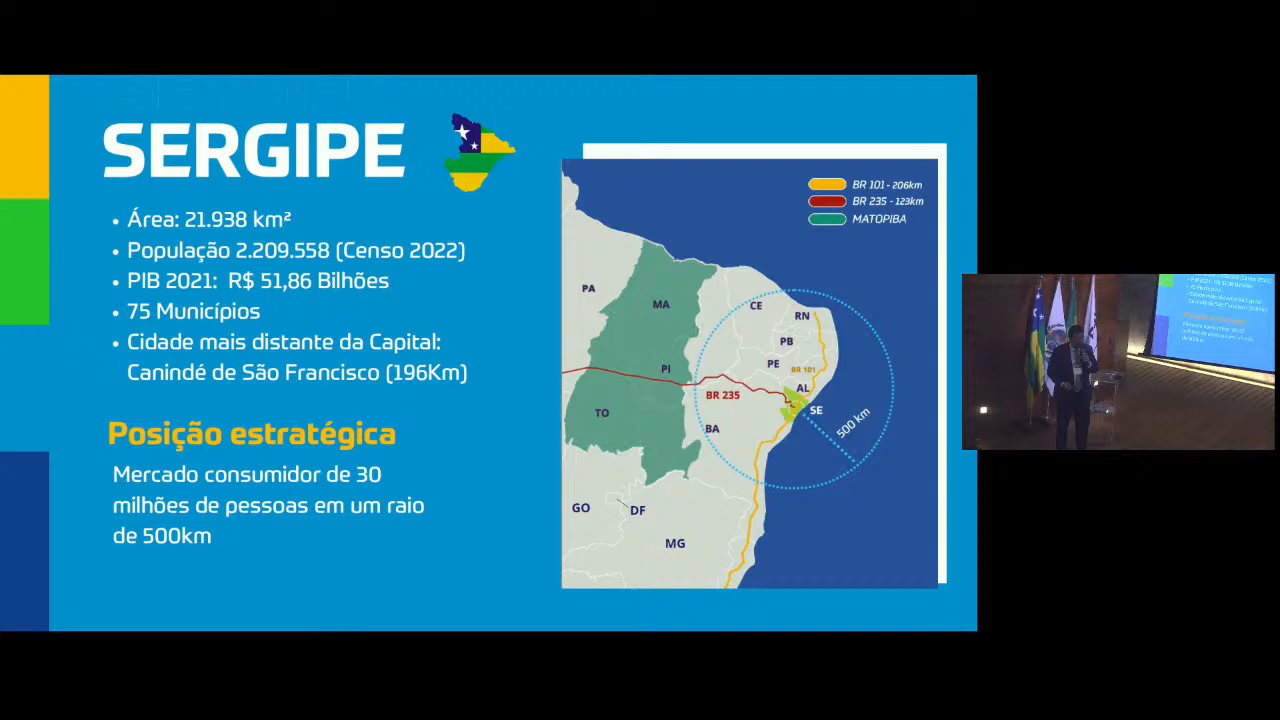 SERGIPE
• Área: 21.938 km²
• População 2.209.558 (Censo 2022)
• PIB 2021: R$ 51,86 Bilhões
• 75 Municípios
• Cidade mais distante da Capital:
Canindé de São Francisco (196Km)
Posição estratégica
Mercado consumidor de 30
milhões de pessoas em um raio
de 500km
BR 101 - 206km
BR 235 - 123km
MATOPIBA
PA
MA
CE
RN
PB
PE
PI
BR 101
AL
BR 235
SE
TO
BA
500 km
GO
DF
MG